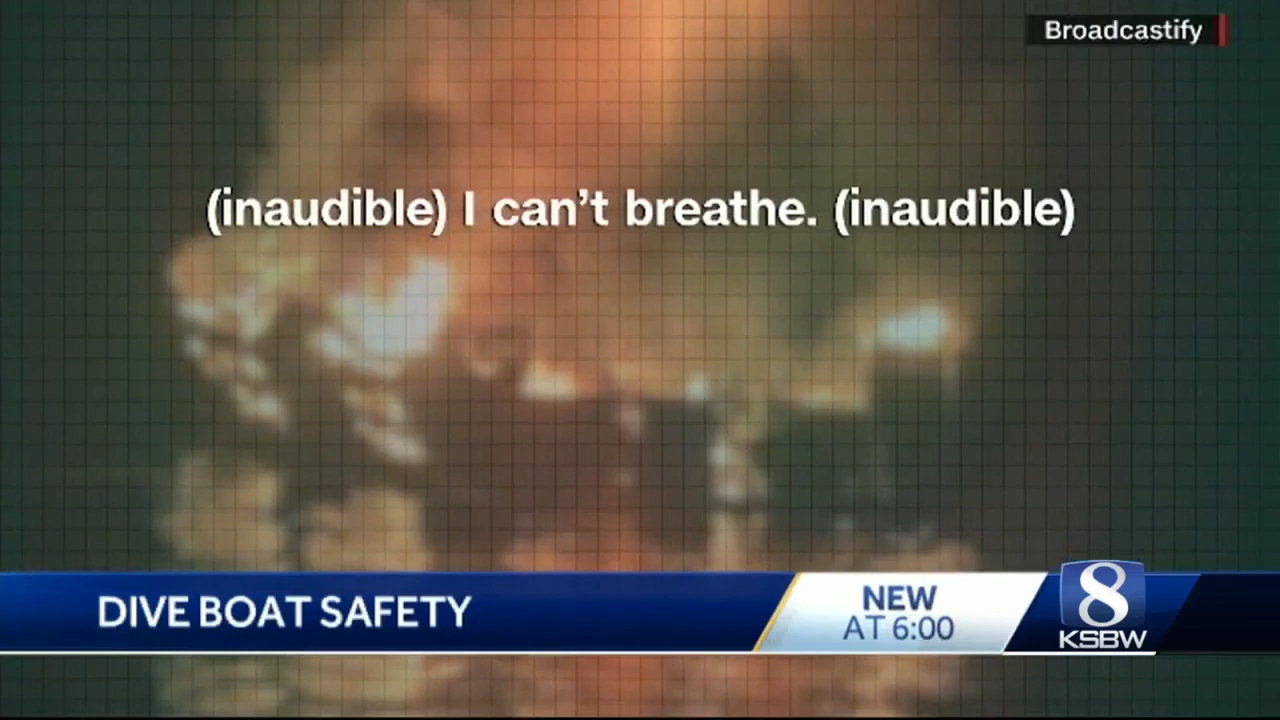 Broadcastify
(inaudible) I can't breathe. (inaudible)
DIVE BOAT SAFETY
NEW
AT 6:00
8
KSBW